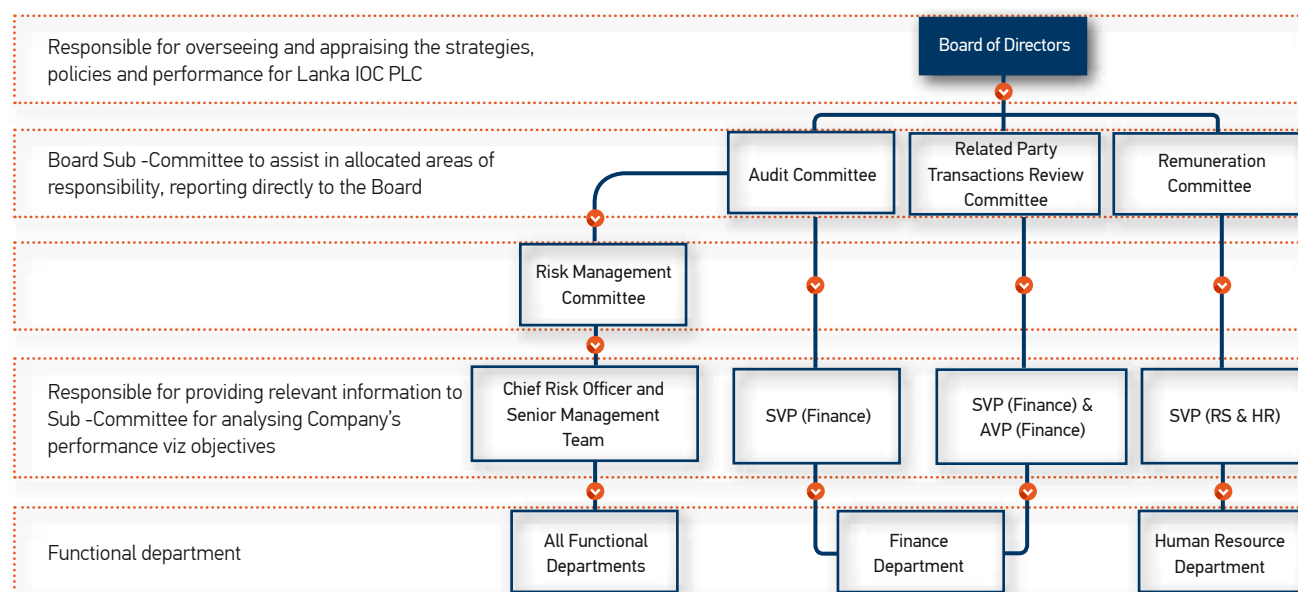 Responsible for overseeing and appraising the strategies,
policies and performance for Lanka IOC PLC
Board of Directors
Board Sub -Committee to assist in allocated areas of
responsibility, reporting directly to the Board
Audit Committee
Related Party
Transactions Review
Committee
Remuneration
Committee
Risk Management
Committee
Responsible for providing relevant information to
Sub -Committee for analysing Company's
performance viz objectives
Chief Risk Officer and
Senior Management
Team
SVP (Finance)
SVP (Finance) &
AVP (Finance)
SVP (RS & HR)
Functional department
All Functional
Departments
Finance
Department
Human Resource
Department